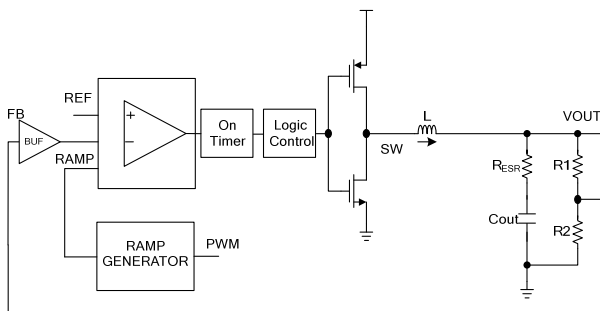 FB
BUF
REF
RAMP
+
−
On
Timer
Logic
Control
SW
L
VOUT
RESR
R1
Cout
R2
RAMP
GENERATOR
PWM